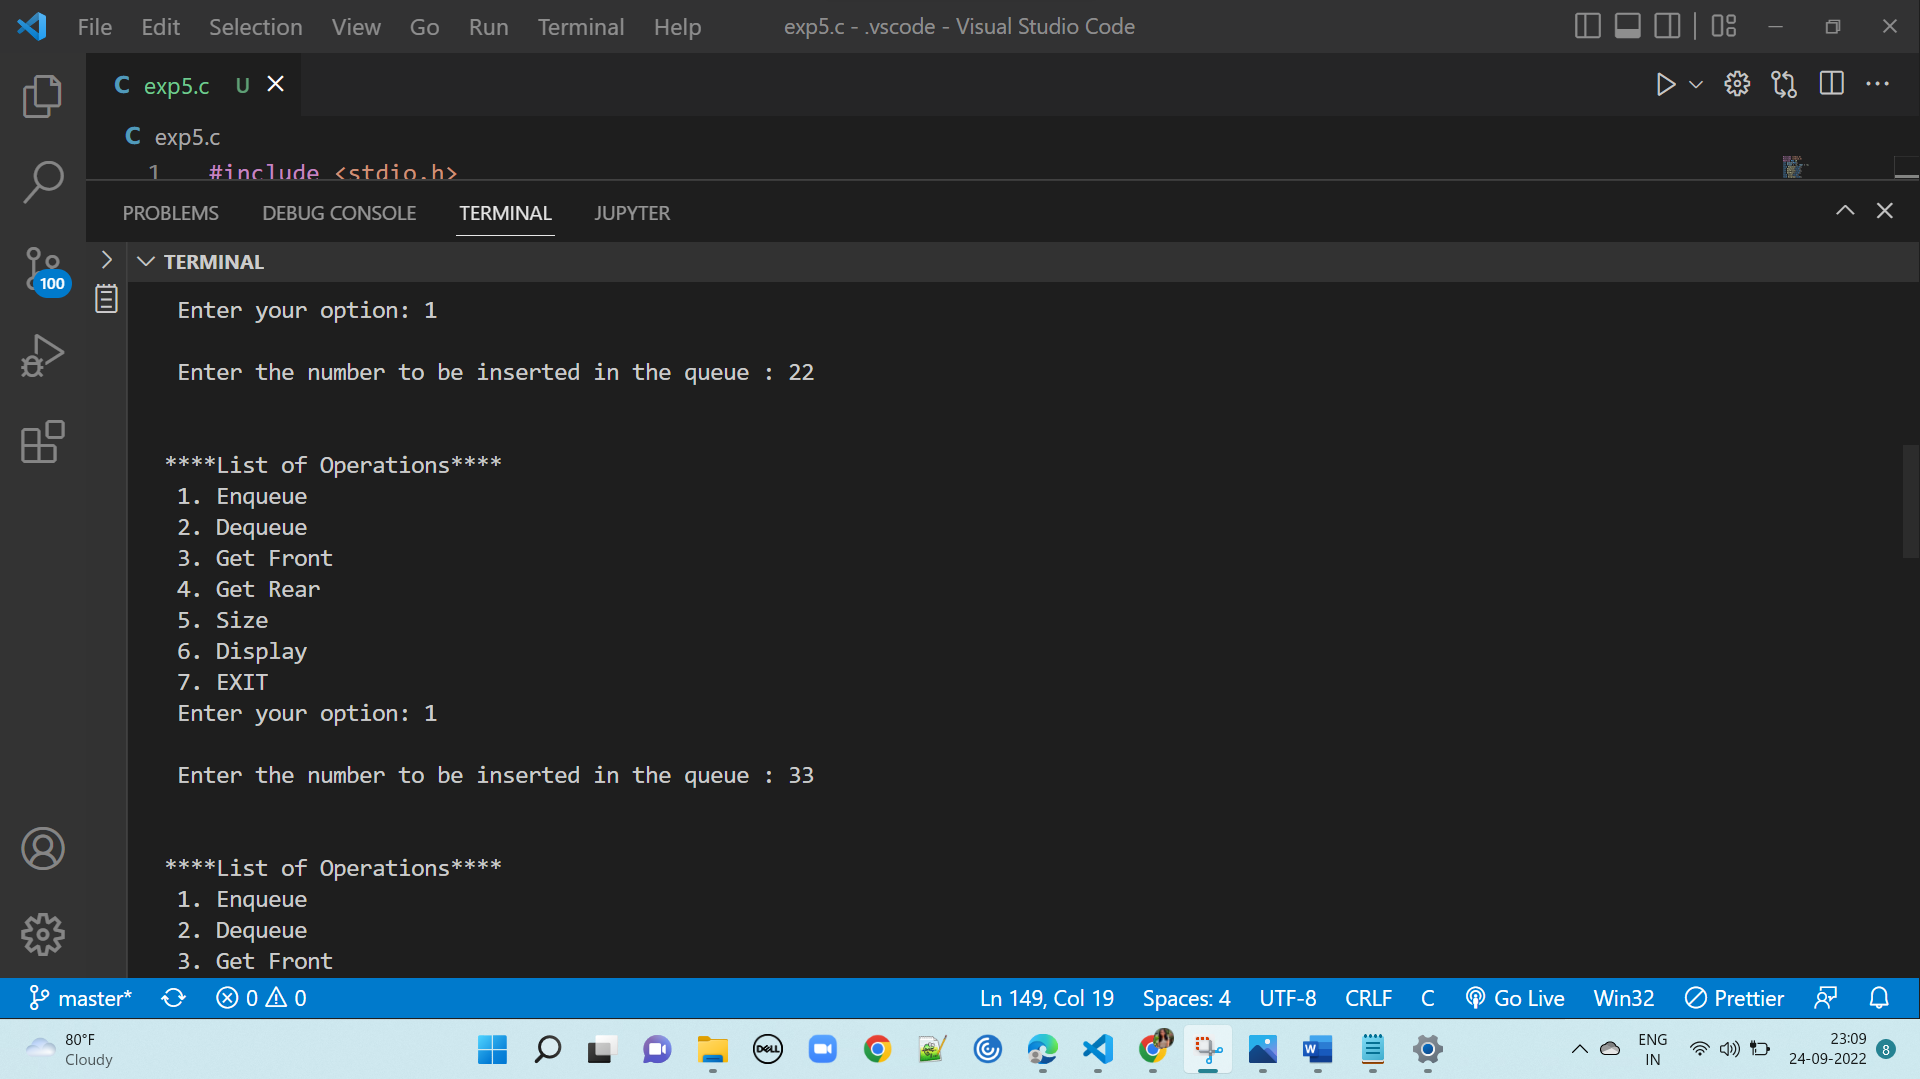 File Edit Selection View Go Run Terminal Help exp5.c - .vscode - Visual Studio Code
C exp5.c U
C exp5.c
1 #include <stdio.h>
PROBLEMS DEBUG CONSOLE TERMINAL JUPYTER
TERMINAL
100
Enter your option: 1
Enter the number to be inserted in the queue : 22
****List of Operations****
1. Enqueue
2. Dequeue
3. Get Front
4. Get Rear
5. Size
6. Display
7. EXIT
Enter your option: 1
Enter the number to be inserted in the queue : 33
****List of Operations****
1. Enqueue
2. Dequeue
3. Get Front
master* 0 0 Ln 149, Col 19 Spaces: 4 UTF-8 CRLF C Go Live Win32 Prettier
80°F
Cloudy
DELL
W
ENG
IN
23:09
24-09-2022
8